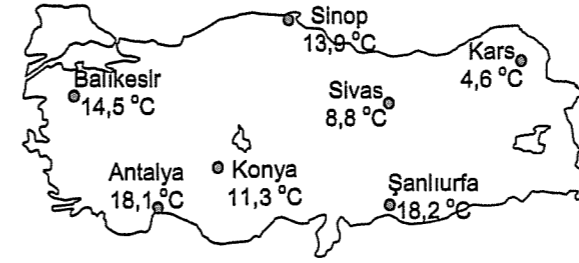 Sinop
13,9 °C
Kars
4,6 °C
Balıkesir
14,5 °C
Sivas
8,8 °C
Antalya
18,1 °C
Konya
11,3 °C
Şanlıurfa
18,2 °C